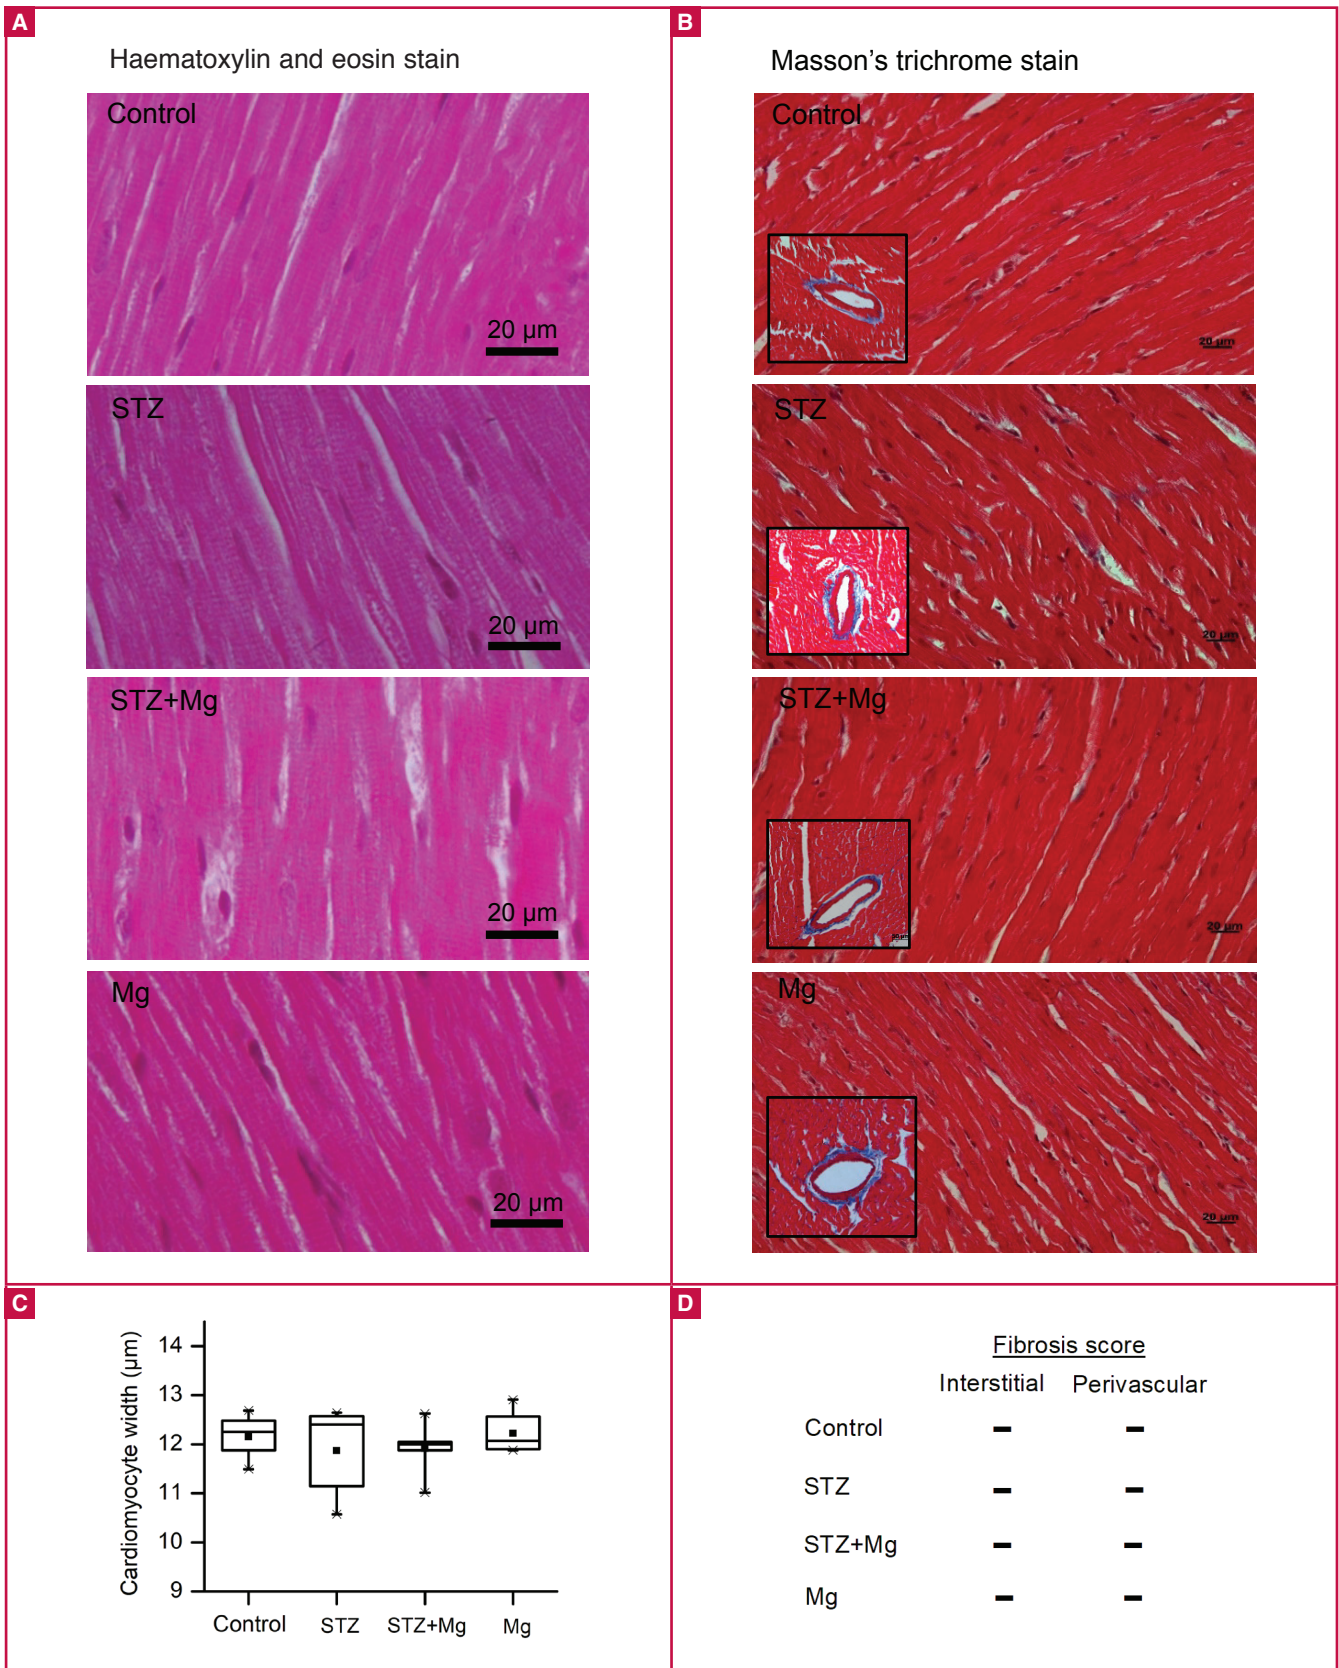 A
Haematoxylin and eosin stain
Control
20 µm
STZ
20 µm
STZ+Mg
20 µm
Mg
20 µm
B
Masson's trichrome stain
Control
20 µm
STZ
20 µm
STZ+Mg
20 µm
Mg
20 µm
C
Cardiomyocyte width (µm)
14
13
12
11
10
9
Control STZ STZ+Mg Mg
D
Fibrosis score
Interstitial Perivascular
Control – –
STZ – –
STZ+Mg – –
Mg – –